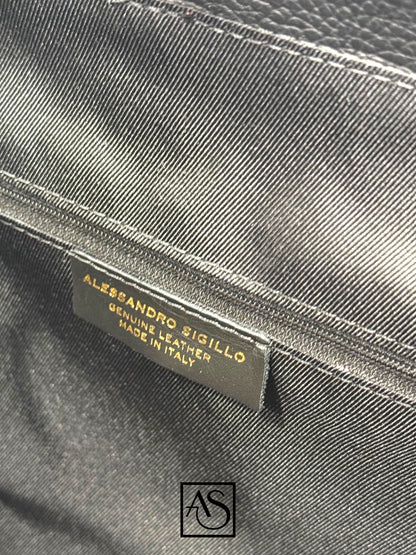 ALESSANDRO SIGILLO
GENUINE LEATHER
MADE IN ITALY
AS